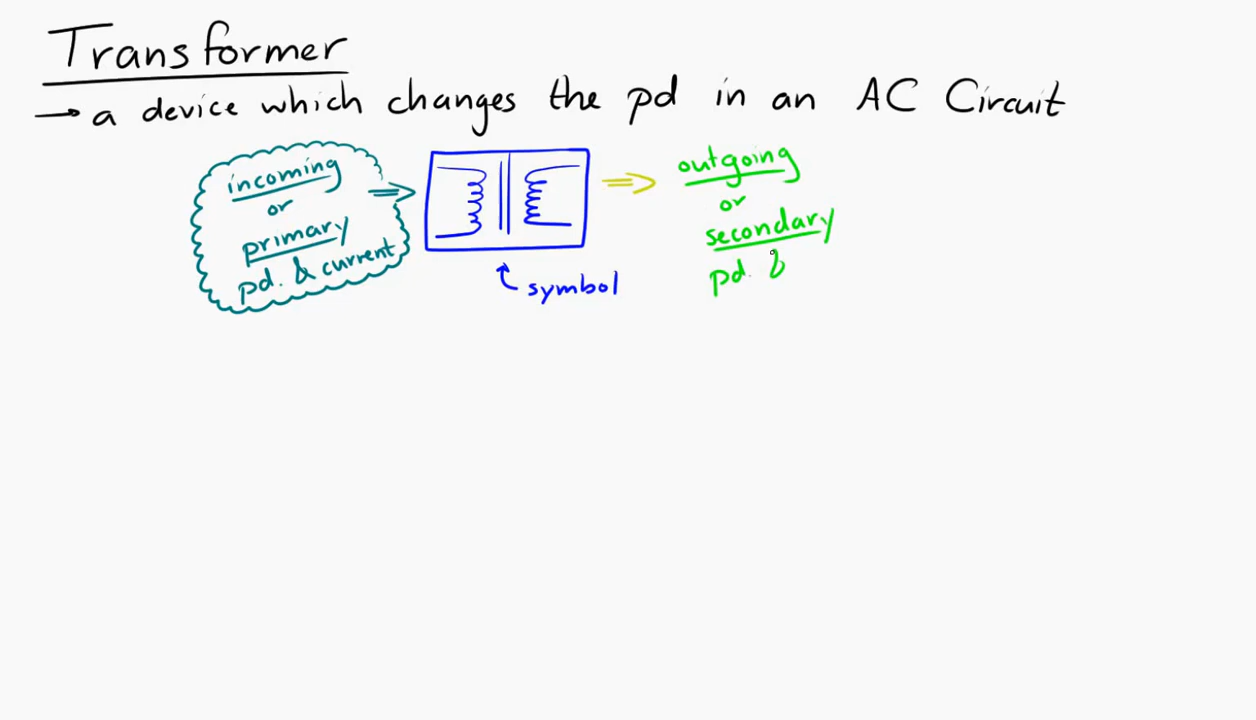 Transformer
→ a device which changes the pd in an AC Circuit
incoming
or
primary
pd. & current
symbol
outgoing
or
secondary
pd. &